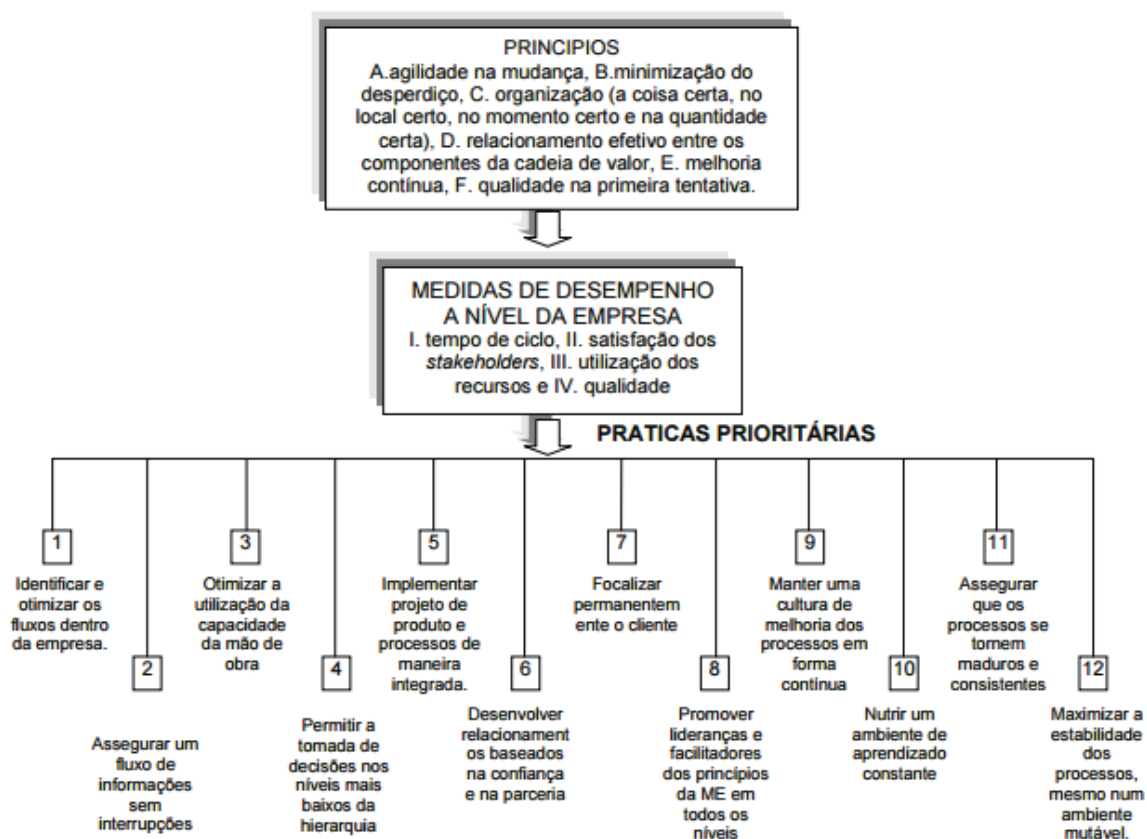 PRINCIPIOS
A.agilidade na mudança, B.minimização do
desperdiço, C. organização (a coisa certa, no
local certo, no momento certo e na quantidade
certa), D. relacionamento efetivo entre os
componentes da cadeia de valor, E. melhoria
contínua, F. qualidade na primeira tentativa.
MEDIDAS DE DESEMPENHO
A NÍVEL DA EMPRESA
I. tempo de ciclo, II. satisfação dos
stakeholders, III. utilização dos
recursos e IV. qualidade
PRATICAS PRIORITÁRIAS
1
Identificar e
otimizar os
fluxos dentro
da empresa.
2
Assegurar um
fluxo de
informações
sem
interrupções
3
Otimizar a
utilização da
capacidade
da mão de
obra
4
Permitir a
tomada de
decisões nos
níveis mais
baixos da
hierarquia
5
Implementar
projeto de
produto e
processos de
maneira
integrada.
6
Desenvolver
relacionament
os baseados
na confiança
e na parceria
7
Focalizar
permanentem
ente o cliente
8
Promover
lideranças e
facilitadores
dos princípios
da ME em
todos os
níveis
9
Manter uma
cultura de
melhoria dos
processos em
forma
contínua
10
Nutrir um
ambiente de
aprendizado
constante
11
Assegurar
que os
processos se
tornem
maduros e
consistentes
12
Maximizar a
estabilidade
dos
processos,
mesmo num
ambiente
mutável.